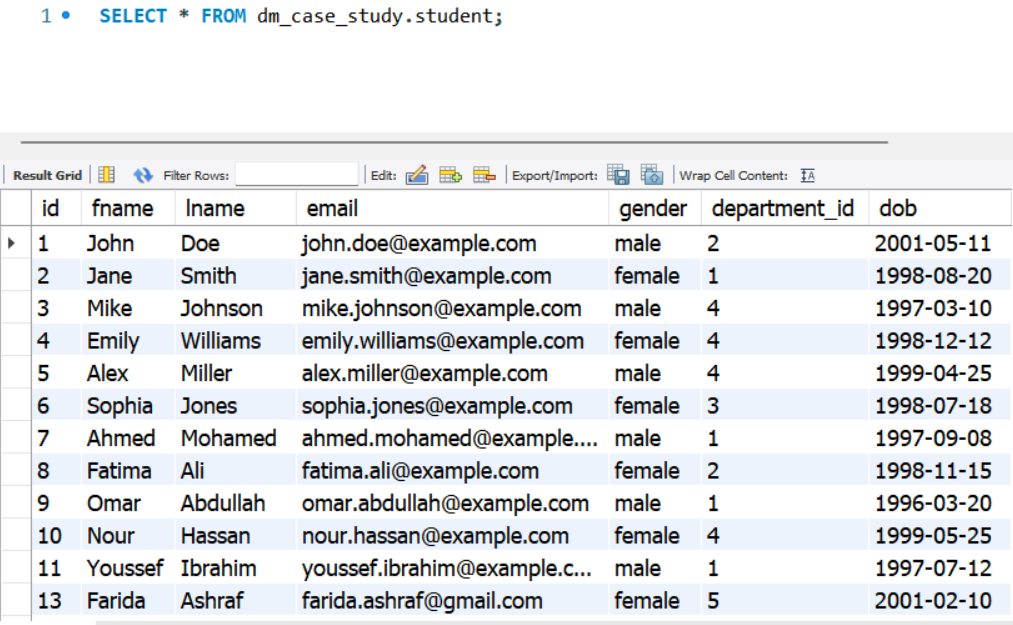 1 SELECT * FROM dm_case_study.student;
Result Grid Filter Rows: Edit: Export/Import: Wrap Cell Content: IA
id fname lname email gender department_id dob
1 John Doe john.doe@example.com male 2 2001-05-11
2 Jane Smith jane.smith@example.com female 1 1998-08-20
3 Mike Johnson mike.johnson@example.com male 4 1997-03-10
4 Emily Williams emily.williams@example.com female 4 1998-12-12
5 Alex Miller alex.miller@example.com male 4 1999-04-25
6 Sophia Jones sophia.jones@example.com female 3 1998-07-18
7 Ahmed Mohamed ahmed.mohamed@example.... male 1 1997-09-08
8 Fatima Ali fatima.ali@example.com female 2 1998-11-15
9 Omar Abdullah omar.abdullah@example.com male 1 1996-03-20
10 Nour Hassan nour.hassan@example.com female 4 1999-05-25
11 Youssef Ibrahim youssef.ibrahim@example.c... male 1 1997-07-12
13 Farida Ashraf farida.ashraf@gmail.com female 5 2001-02-10